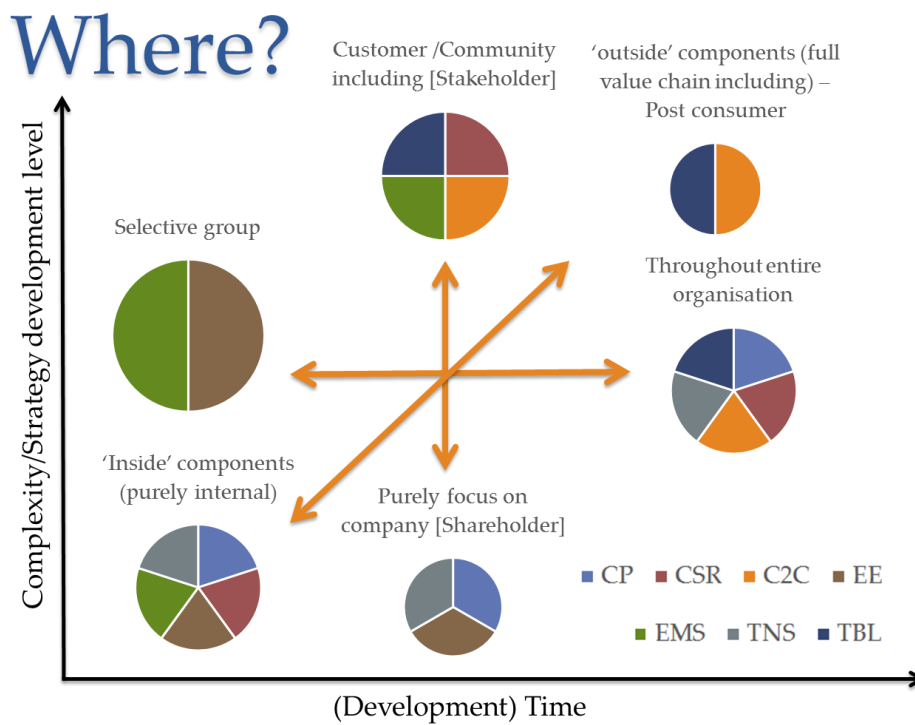 Where?
Customer /Community
including [Stakeholder]
'outside' components (full
value chain including) –
Post consumer
Complexity/Strategy development level
Selective group
Throughout entire
organisation
'Inside' components
(purely internal)
Purely focus on
company [Shareholder]
CP CSR C2C EE
EMS TNS TBL
(Development) Time